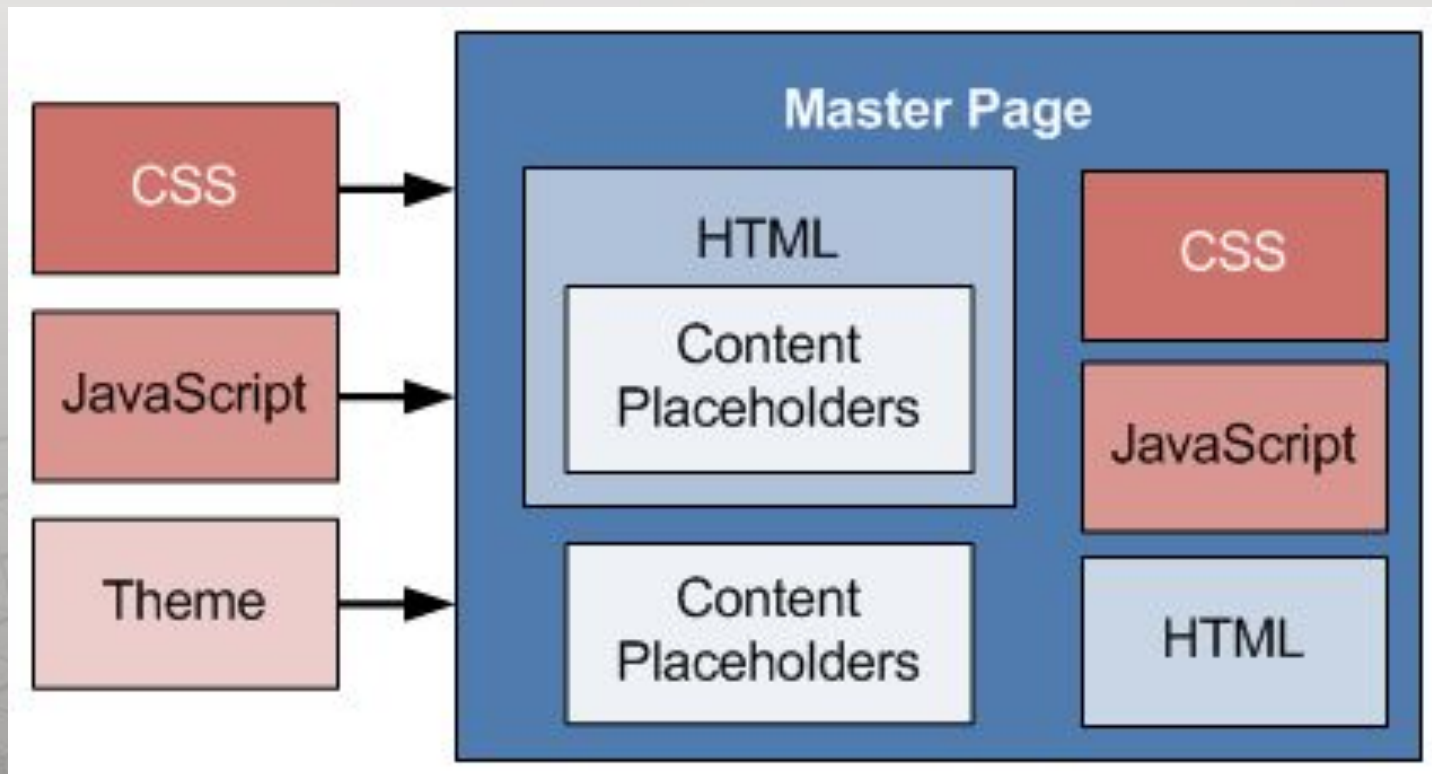 Master Page
CSS
JavaScript
Theme
HTML
Content
Placeholders
Content
Placeholders
CSS
JavaScript
HTML